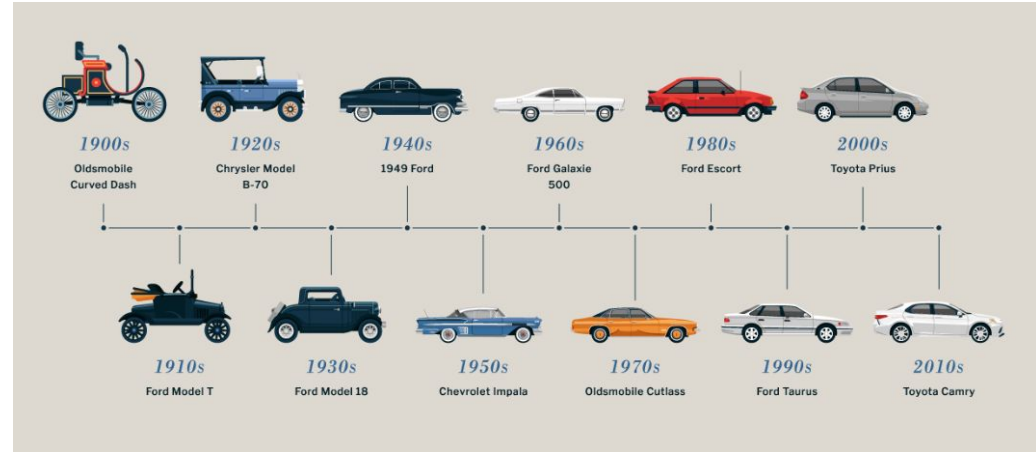 1900s
Oldsmobile
Curved Dash
1920s
Chrysler Model
B-70
1940s
1949 Ford
1960s
Ford Galaxie
500
1980s
Ford Escort
2000s
Toyota Prius
1910s
Ford Model T
1930s
Ford Model 18
1950s
Chevrolet Impala
1970s
Oldsmobile Cutlass
1990s
Ford Taurus
2010s
Toyota Camry